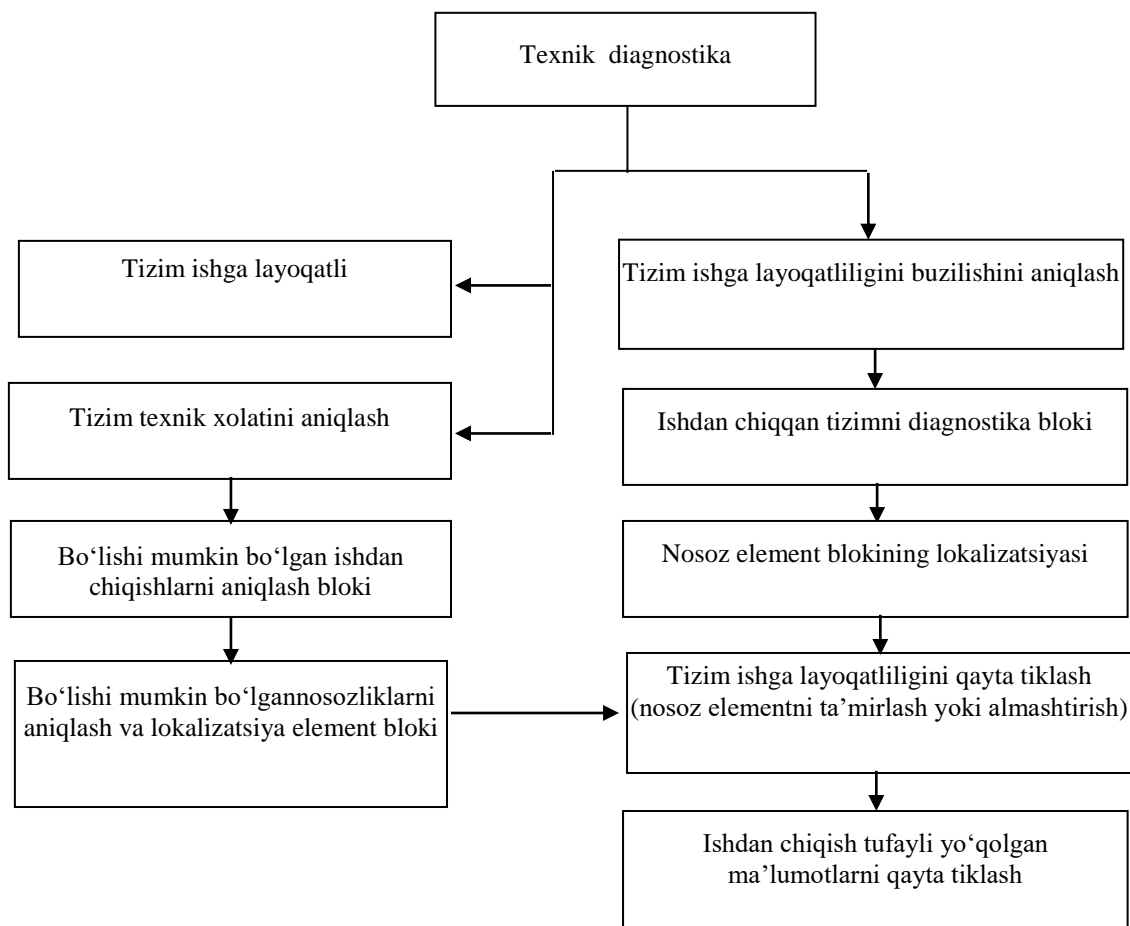 Texnik diagnostika
Tizim ishga layoqatli
Tizim ishga layoqatliligini buzilishini aniqlash
Tizim texnik xolatini aniqlash
Ishdan chiqqan tizimni diagnostika bloki
Bo‘lishi mumkin bo‘lgan ishdan
chiqishlarni aniqlash bloki
Nosoz element blokining lokalizatsiyasi
Bo‘lishi mumkin bo‘lgannosozliklarni
aniqlash va lokalizatsiya element bloki
Tizim ishga layoqatliligini qayta tiklash
(nosoz elementni ta’mirlash yoki almashtirish)
Ishdan chiqish tufayli yo‘qolgan
ma’lumotlarni qayta tiklash